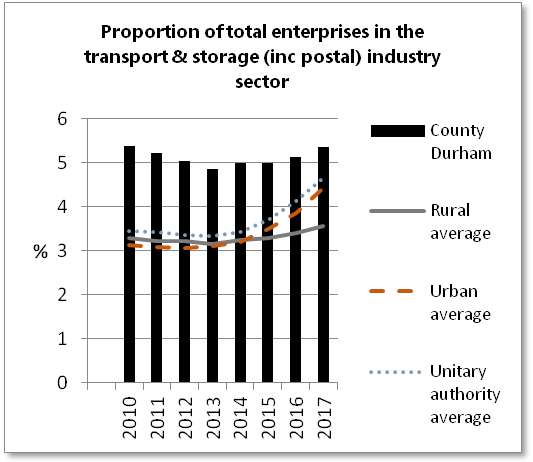 Proportion of total enterprises in the
transport & storage (inc postal) industry
sector
6
5
4
3
2
1
0
%
2010
2011
2012
2013
2014
2015
2016
2017
County
Durham
Rural
average
Urban
average
Unitary
authority
average